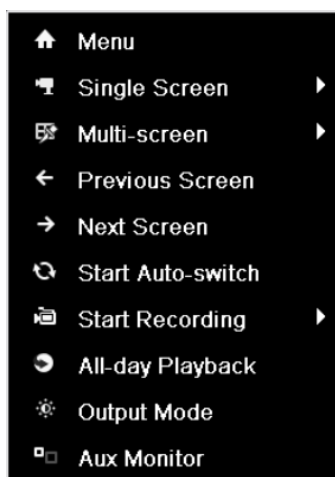 Menu
Single Screen
Multi-screen
Previous Screen
Next Screen
Start Auto-switch
Start Recording
All-day Playback
Output Mode
Aux Monitor